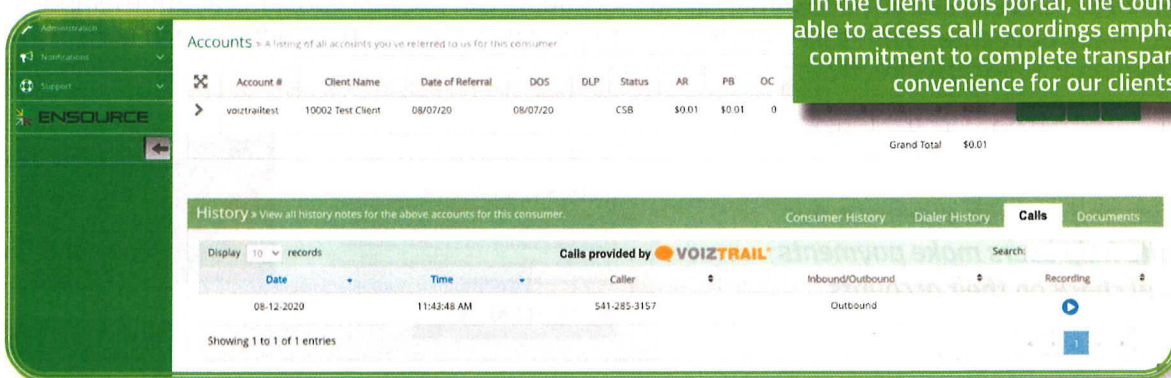 In the Client Tools portal, the Coun
able to access call recordings empha
commitment to complete transpar
convenience for our clients
Administration
Notifications
Support
ENSOURCE
Accounts » A listing of all accounts you've referred to us for this consumer.
Account # Client Name Date of Referral DOS DLP Status AR PB OC
voiztrailtest 10002 Test Client 08/07/20 08/07/20 CSB $0.01 $0.01 0
Grand Total $0.01
History » View all history notes for the above accounts for this consumer.
Consumer History Dialer History Calls Documents
Display 10 records Calls provided by VOIZTRAIL Search:
Date Time Caller Inbound/Outbound Recording
08-12-2020 11:43:48 AM 541-285-3157 Outbound
Showing 1 to 1 of 1 entries
1